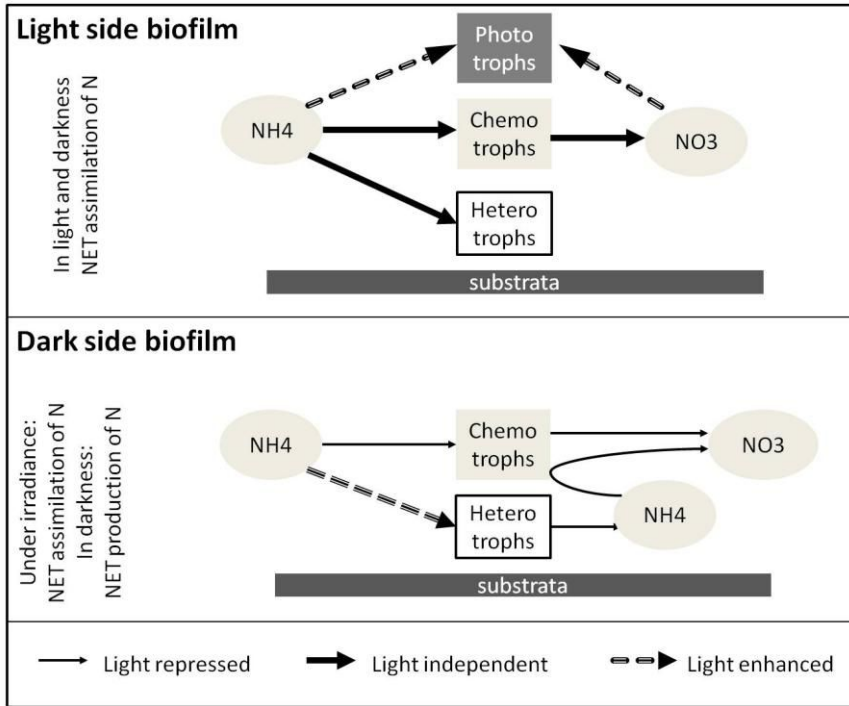 Light side biofilm
In light and darkness
NET assimilation of N
Photo
trophs
NH4
Chemo
trophs
NO3
Hetero
trophs
substrata
Dark side biofilm
Under irradiance:
NET assimilation of N
In darkness:
NET production of N
NH4
Chemo
trophs
NO3
Hetero
trophs
NH4
substrata
Light repressed
Light independent
Light enhanced